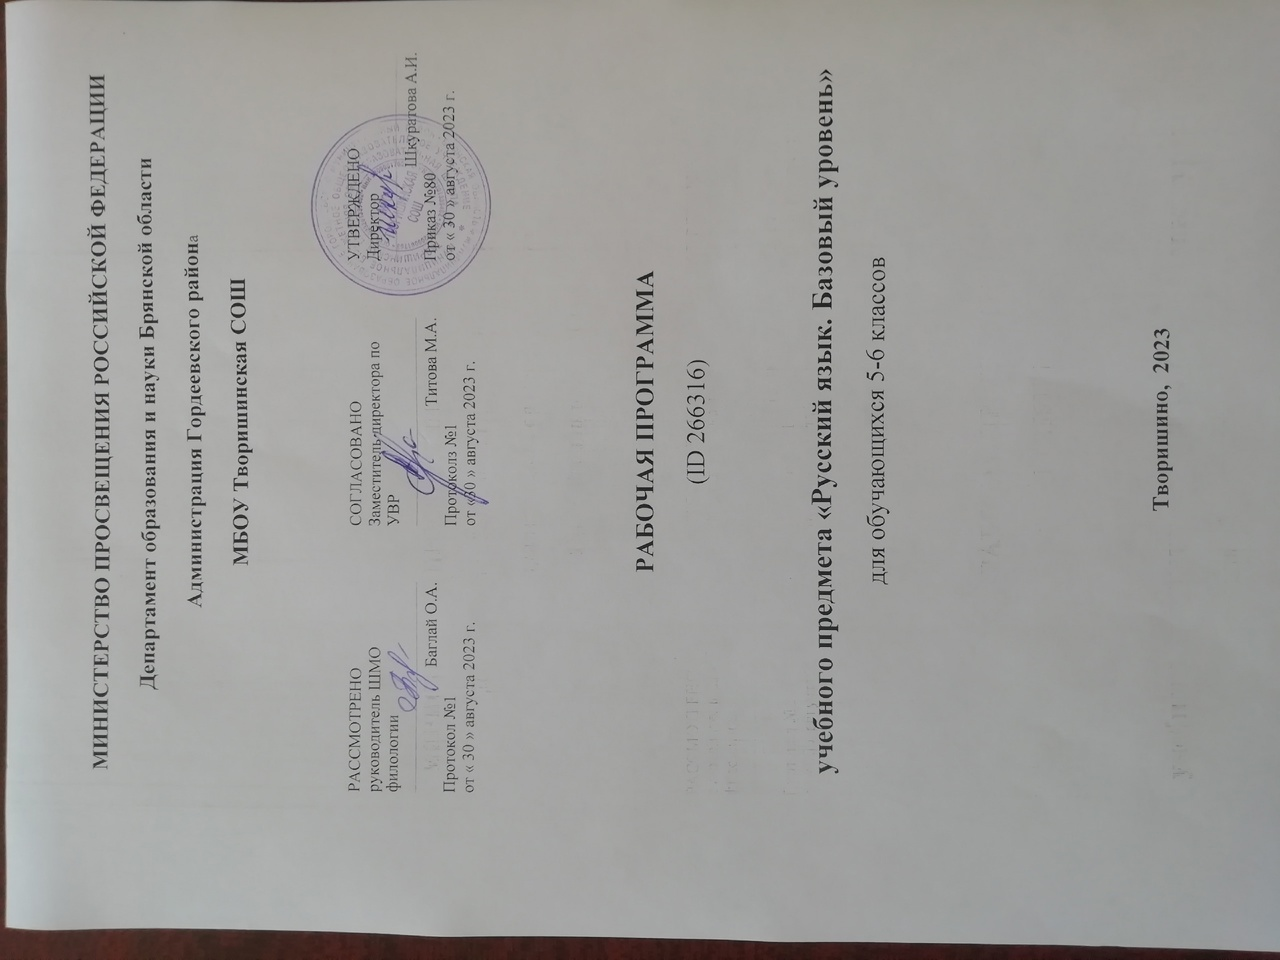 МИНИСТЕРСТВО ПРОСВЕЩЕНИЯ РОССИЙСКОЙ ФЕДЕРАЦИИ
Департамент образования и науки Брянской области
Администрация Гордеевского района
МБОУ Творишинская СОШ
РАССМОТРЕНО
руководитель ШМО
филологии
Баглай О.А.
Протокол №1
от « 30 » августа 2023 г.
СОГЛАСОВАНО
Заместитель директора по
УВР
Титова М.А.
Протоколз №1
от « 30 » августа 2023 г.
УТВЕРЖДЕНО
Директор
Шкуратова А.И.
Приказ №80
от « 30 » августа 2023 г.
СОШ
РАБОЧАЯ ПРОГРАММА
(ID 266316)
учебного предмета «Русский язык. Базовый уровень»
для обучающихся 5-6 классов
Творишино, 2023